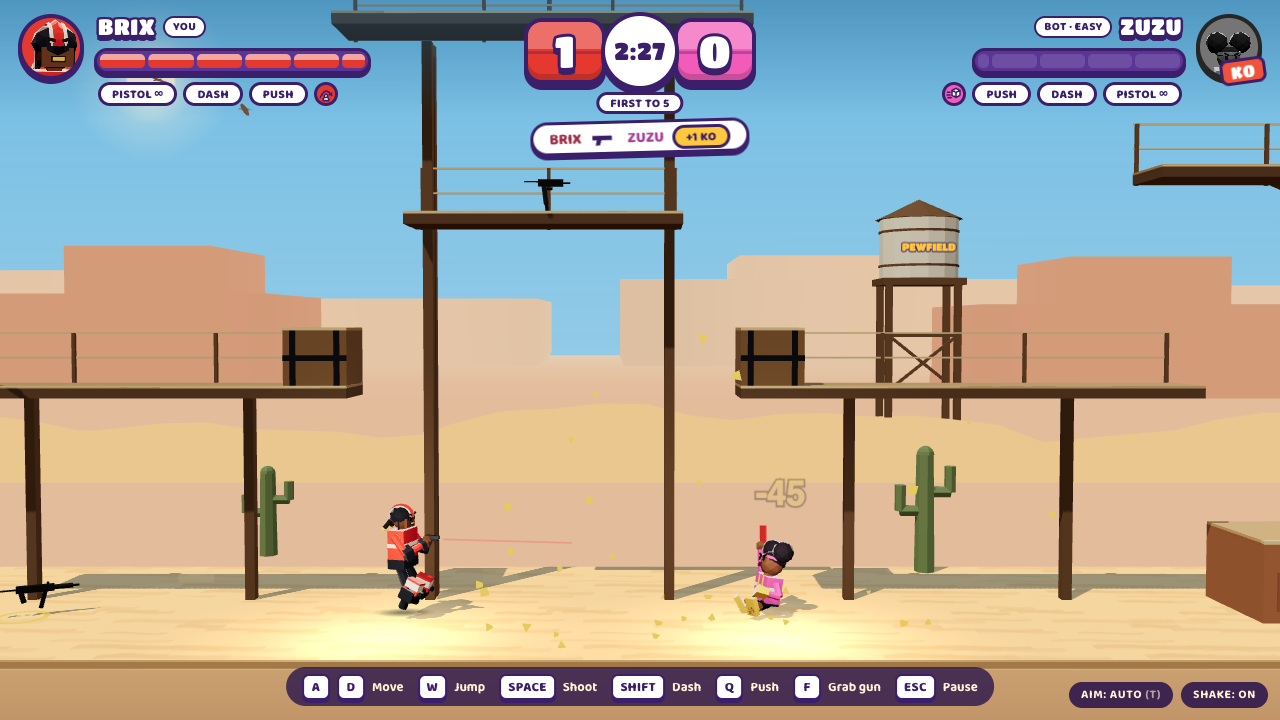 BRIX YOU
PISTOL ∞ DASH PUSH
1 2:27 0
FIRST TO 5
BRIX ZUZU +1 KO
BOT · EASY ZUZU
KO
PUSH DASH PISTOL ∞
PEWFIELD
-45
A D Move W Jump SPACE Shoot SHIFT Dash Q Push F Grab gun ESC Pause
AIM: AUTO (T) SHAKE: ON